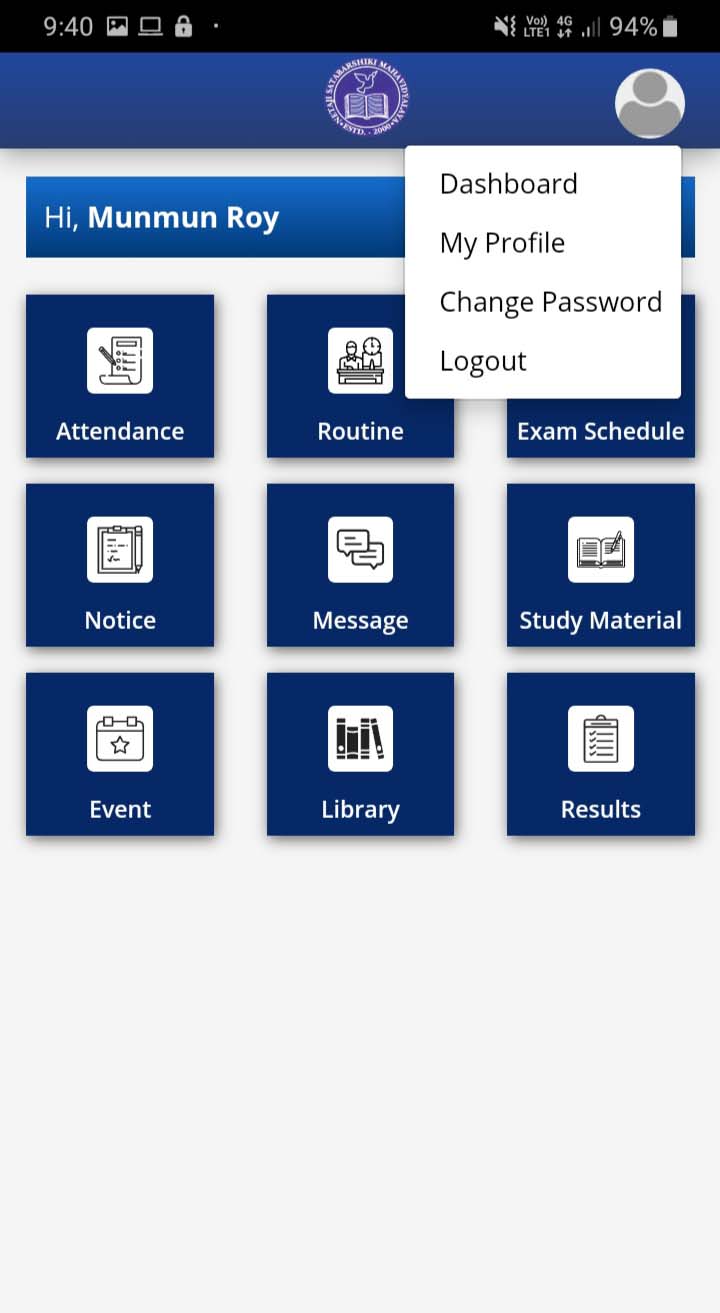 9:40
Vo)) 4G
LTE1
94%
NETAJI SATABARSHIKI MAHAVIDYALAYA
ESTD. - 2000
Dashboard
Hi, Munmun Roy
My Profile
Change Password
Logout
Attendance
Routine
Exam Schedule
Notice
Message
Study Material
Event
Library
Results